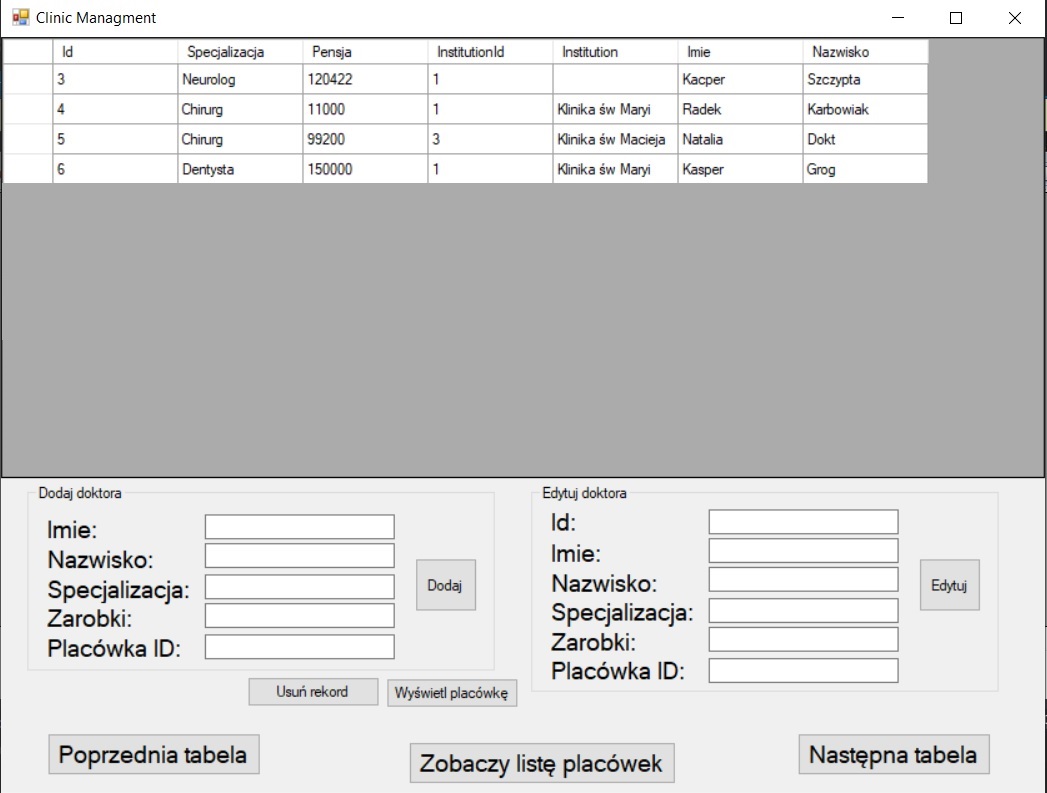 Clinic Managment
Id Specjalizacja Pensja InstitutionId Institution Imie Nazwisko
3 Neurolog 120422 1 Kacper Szczypta
4 Chirurg 11000 1 Klinika św Maryi Radek Karbowiak
5 Chirurg 99200 3 Klinika św Macieja Natalia Dokt
6 Dentysta 150000 1 Klinika św Maryi Kasper Grog
Dodaj doktora
Imie:
Nazwisko:
Specjalizacja:
Zarobki:
Placówka ID:
Dodaj
Edytuj doktora
Id:
Imie:
Nazwisko:
Specjalizacja:
Zarobki:
Placówka ID:
Edytuj
Usuń rekord
Wyświetl placówkę
Poprzednia tabela
Zobaczy listę placówek
Następna tabela